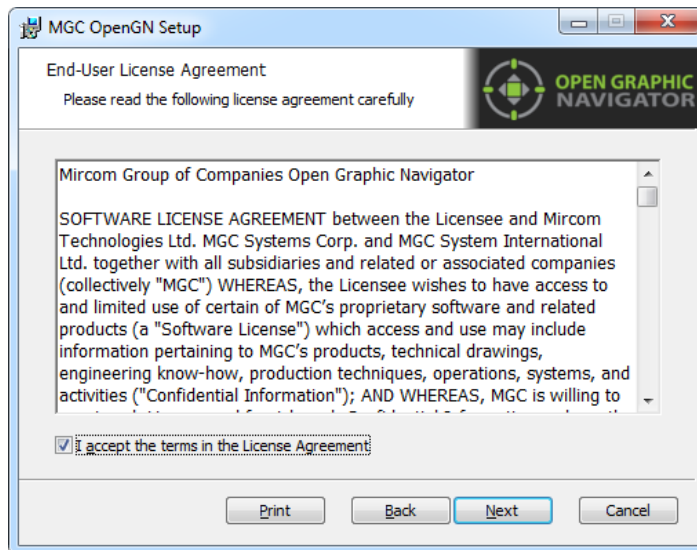 MGC OpenGN Setup
End-User License Agreement
Please read the following license agreement carefully
OPEN GRAPHIC
NAVIGATOR
Mircom Group of Companies Open Graphic Navigator
SOFTWARE LICENSE AGREEMENT between the Licensee and Mircom
Technologies Ltd. MGC Systems Corp. and MGC System International
Ltd. together with all subsidiaries and related or associated companies
(collectively "MGC") WHEREAS, the Licensee wishes to have access to
and limited use of certain of MGC's proprietary software and related
products (a "Software License") which access and use may include
information pertaining to MGC's products, technical drawings,
engineering know-how, production techniques, operations, systems, and
activities ("Confidential Information"); AND WHEREAS, MGC is willing to
I accept the terms in the License Agreement
Print
Back
Next
Cancel